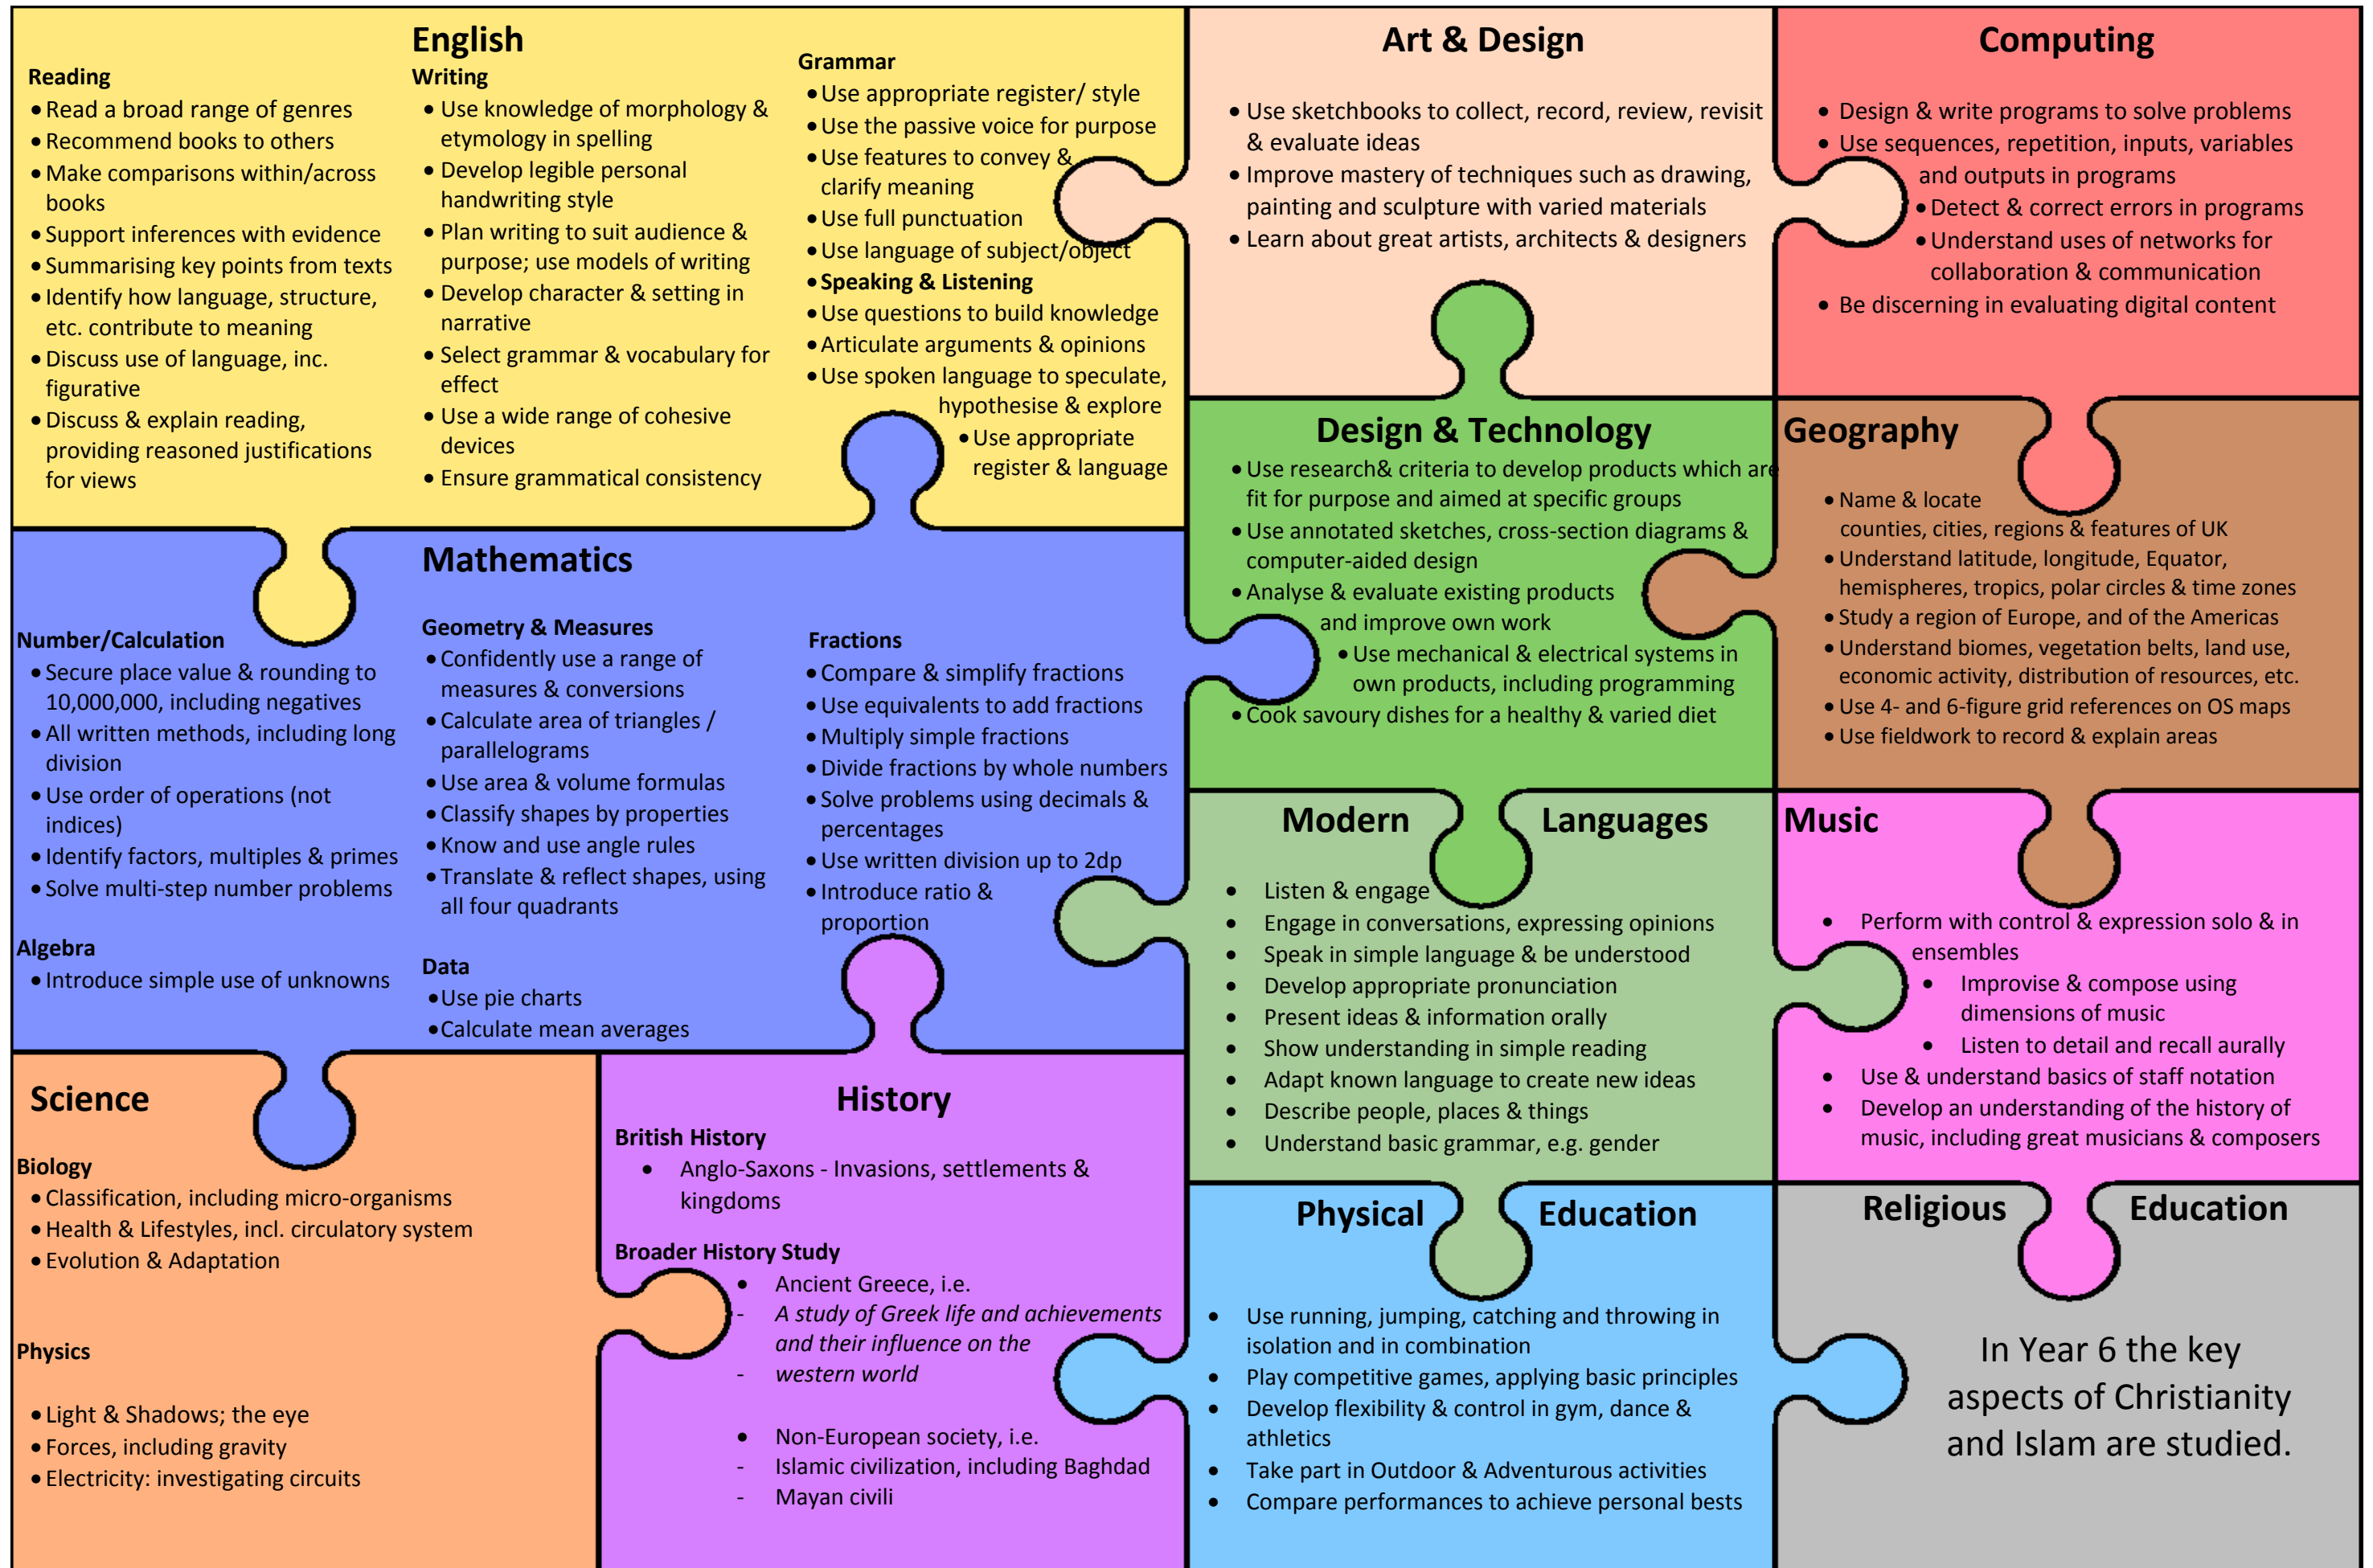 English
Reading
• Read a broad range of genres
• Recommend books to others
• Make comparisons within/across
books
• Support inferences with evidence
• Summarising key points from texts
• Identify how language, structure,
etc. contribute to meaning
• Discuss use of language, inc.
figurative
• Discuss & explain reading,
providing reasoned justifications
for views
Writing
• Use knowledge of morphology &
etymology in spelling
• Develop legible personal
handwriting style
• Plan writing to suit audience &
purpose; use models of writing
• Develop character & setting in
narrative
• Select grammar & vocabulary for
effect
• Use a wide range of cohesive
devices
• Ensure grammatical consistency
Grammar
• Use appropriate register/ style
• Use the passive voice for purpose
• Use features to convey &
clarify meaning
• Use full punctuation
• Use language of subject/object
• Speaking & Listening
• Use questions to build knowledge
• Articulate arguments & opinions
• Use spoken language to speculate,
hypothesise & explore
• Use appropriate
register & language
Art & Design
• Use sketchbooks to collect, record, review, revisit
& evaluate ideas
• Improve mastery of techniques such as drawing,
painting and sculpture with varied materials
• Learn about great artists, architects & designers
Computing
• Design & write programs to solve problems
• Use sequences, repetition, inputs, variables
and outputs in programs
• Detect & correct errors in programs
• Understand uses of networks for
collaboration & communication
• Be discerning in evaluating digital content
Design & Technology
• Use research& criteria to develop products which are
fit for purpose and aimed at specific groups
• Use annotated sketches, cross-section diagrams &
computer-aided design
• Analyse & evaluate existing products
and improve own work
• Use mechanical & electrical systems in
own products, including programming
• Cook savoury dishes for a healthy & varied diet
Geography
• Name & locate
counties, cities, regions & features of UK
• Understand latitude, longitude, Equator,
hemispheres, tropics, polar circles & time zones
• Study a region of Europe, and of the Americas
• Understand biomes, vegetation belts, land use,
economic activity, distribution of resources, etc.
• Use 4- and 6-figure grid references on OS maps
• Use fieldwork to record & explain areas
Mathematics
Number/Calculation
• Secure place value & rounding to
10,000,000, including negatives
• All written methods, including long
division
• Use order of operations (not
indices)
• Identify factors, multiples & primes
• Solve multi-step number problems
Algebra
• Introduce simple use of unknowns
Geometry & Measures
• Confidently use a range of
measures & conversions
• Calculate area of triangles /
parallelograms
• Use area & volume formulas
• Classify shapes by properties
• Know and use angle rules
• Translate & reflect shapes, using
all four quadrants
Data
• Use pie charts
• Calculate mean averages
Fractions
• Compare & simplify fractions
• Use equivalents to add fractions
• Multiply simple fractions
• Divide fractions by whole numbers
• Solve problems using decimals &
percentages
• Use written division up to 2dp
• Introduce ratio &
proportion
Modern Languages
• Listen & engage
• Engage in conversations, expressing opinions
• Speak in simple language & be understood
• Develop appropriate pronunciation
• Present ideas & information orally
• Show understanding in simple reading
• Adapt known language to create new ideas
• Describe people, places & things
• Understand basic grammar, e.g. gender
Music
• Perform with control & expression solo & in
ensembles
• Improvise & compose using
dimensions of music
• Listen to detail and recall aurally
• Use & understand basics of staff notation
• Develop an understanding of the history of
music, including great musicians & composers
Science
Biology
• Classification, including micro-organisms
• Health & Lifestyles, incl. circulatory system
• Evolution & Adaptation
Physics
• Light & Shadows; the eye
• Forces, including gravity
• Electricity: investigating circuits
History
British History
• Anglo-Saxons - Invasions, settlements &
kingdoms
Broader History Study
• Ancient Greece, i.e.
- A study of Greek life and achievements
and their influence on the
- western world
• Non-European society, i.e.
- Islamic civilization, including Baghdad
- Mayan civili
Physical Education
• Use running, jumping, catching and throwing in
isolation and in combination
• Play competitive games, applying basic principles
• Develop flexibility & control in gym, dance &
athletics
• Take part in Outdoor & Adventurous activities
• Compare performances to achieve personal bests
Religious Education
In Year 6 the key
aspects of Christianity
and Islam are studied.